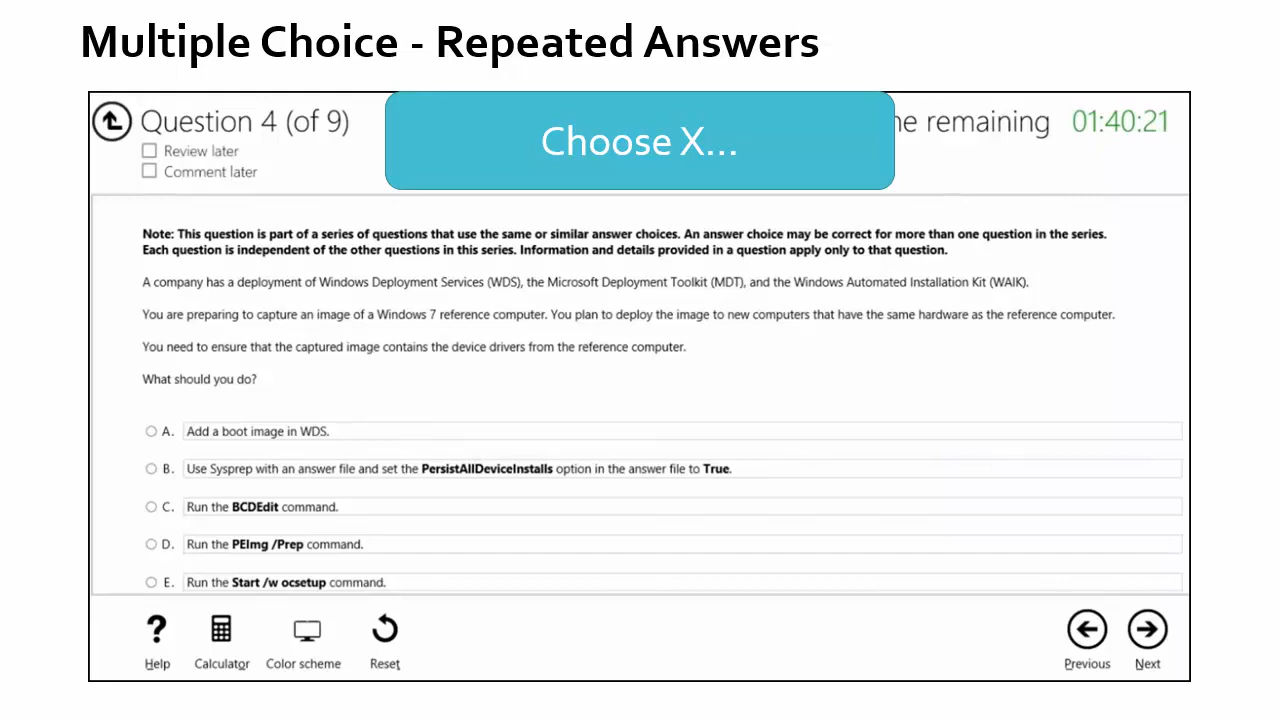 Multiple Choice - Repeated Answers
Question 4 (of 9)
Choose X...
remaining 01:40:21
Review later
Comment later
Note: This question is part of a series of questions that use the same or similar answer choices. An answer choice may be correct for more than one question in the series.
Each question is independent of the other questions in this series. Information and details provided in a question apply only to that question.
A company has a deployment of Windows Deployment Services (WDS), the Microsoft Deployment Toolkit (MDT), and the Windows Automated Installation Kit (WAIK).
You are preparing to capture an image of a Windows 7 reference computer. You plan to deploy the image to new computers that have the same hardware as the reference computer.
You need to ensure that the captured image contains the device drivers from the reference computer.
What should you do?
A. Add a boot image in WDS.
B. Use Sysprep with an answer file and set the PersistAllDeviceInstalls option in the answer file to True.
C. Run the BCDEdit command.
D. Run the PEImg /Prep command.
E. Run the Start /w ocsetup command.
?
Help Calculator Color scheme Reset Previous Next